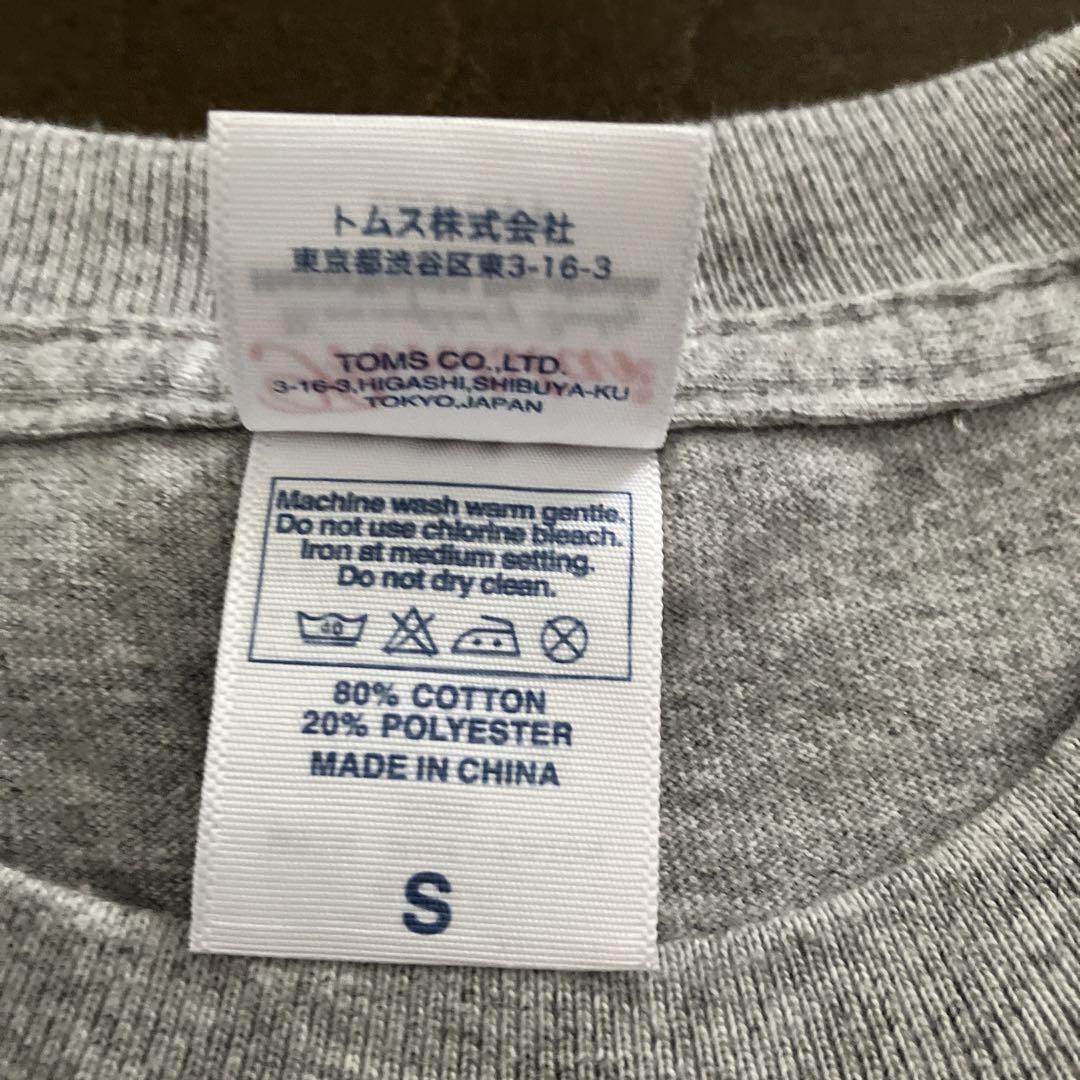 トムス株式会社
東京都渋谷区東3-16-3
TOMS CO.,LTD.
3-16-3,HIGASHI,SHIBUYA-KU
TOKYO,JAPAN
Machine wash warm gentle.
Do not use chlorine bleach.
Iron at medium setting.
Do not dry clean.
40
80% COTTON
20% POLYESTER
MADE IN CHINA
S